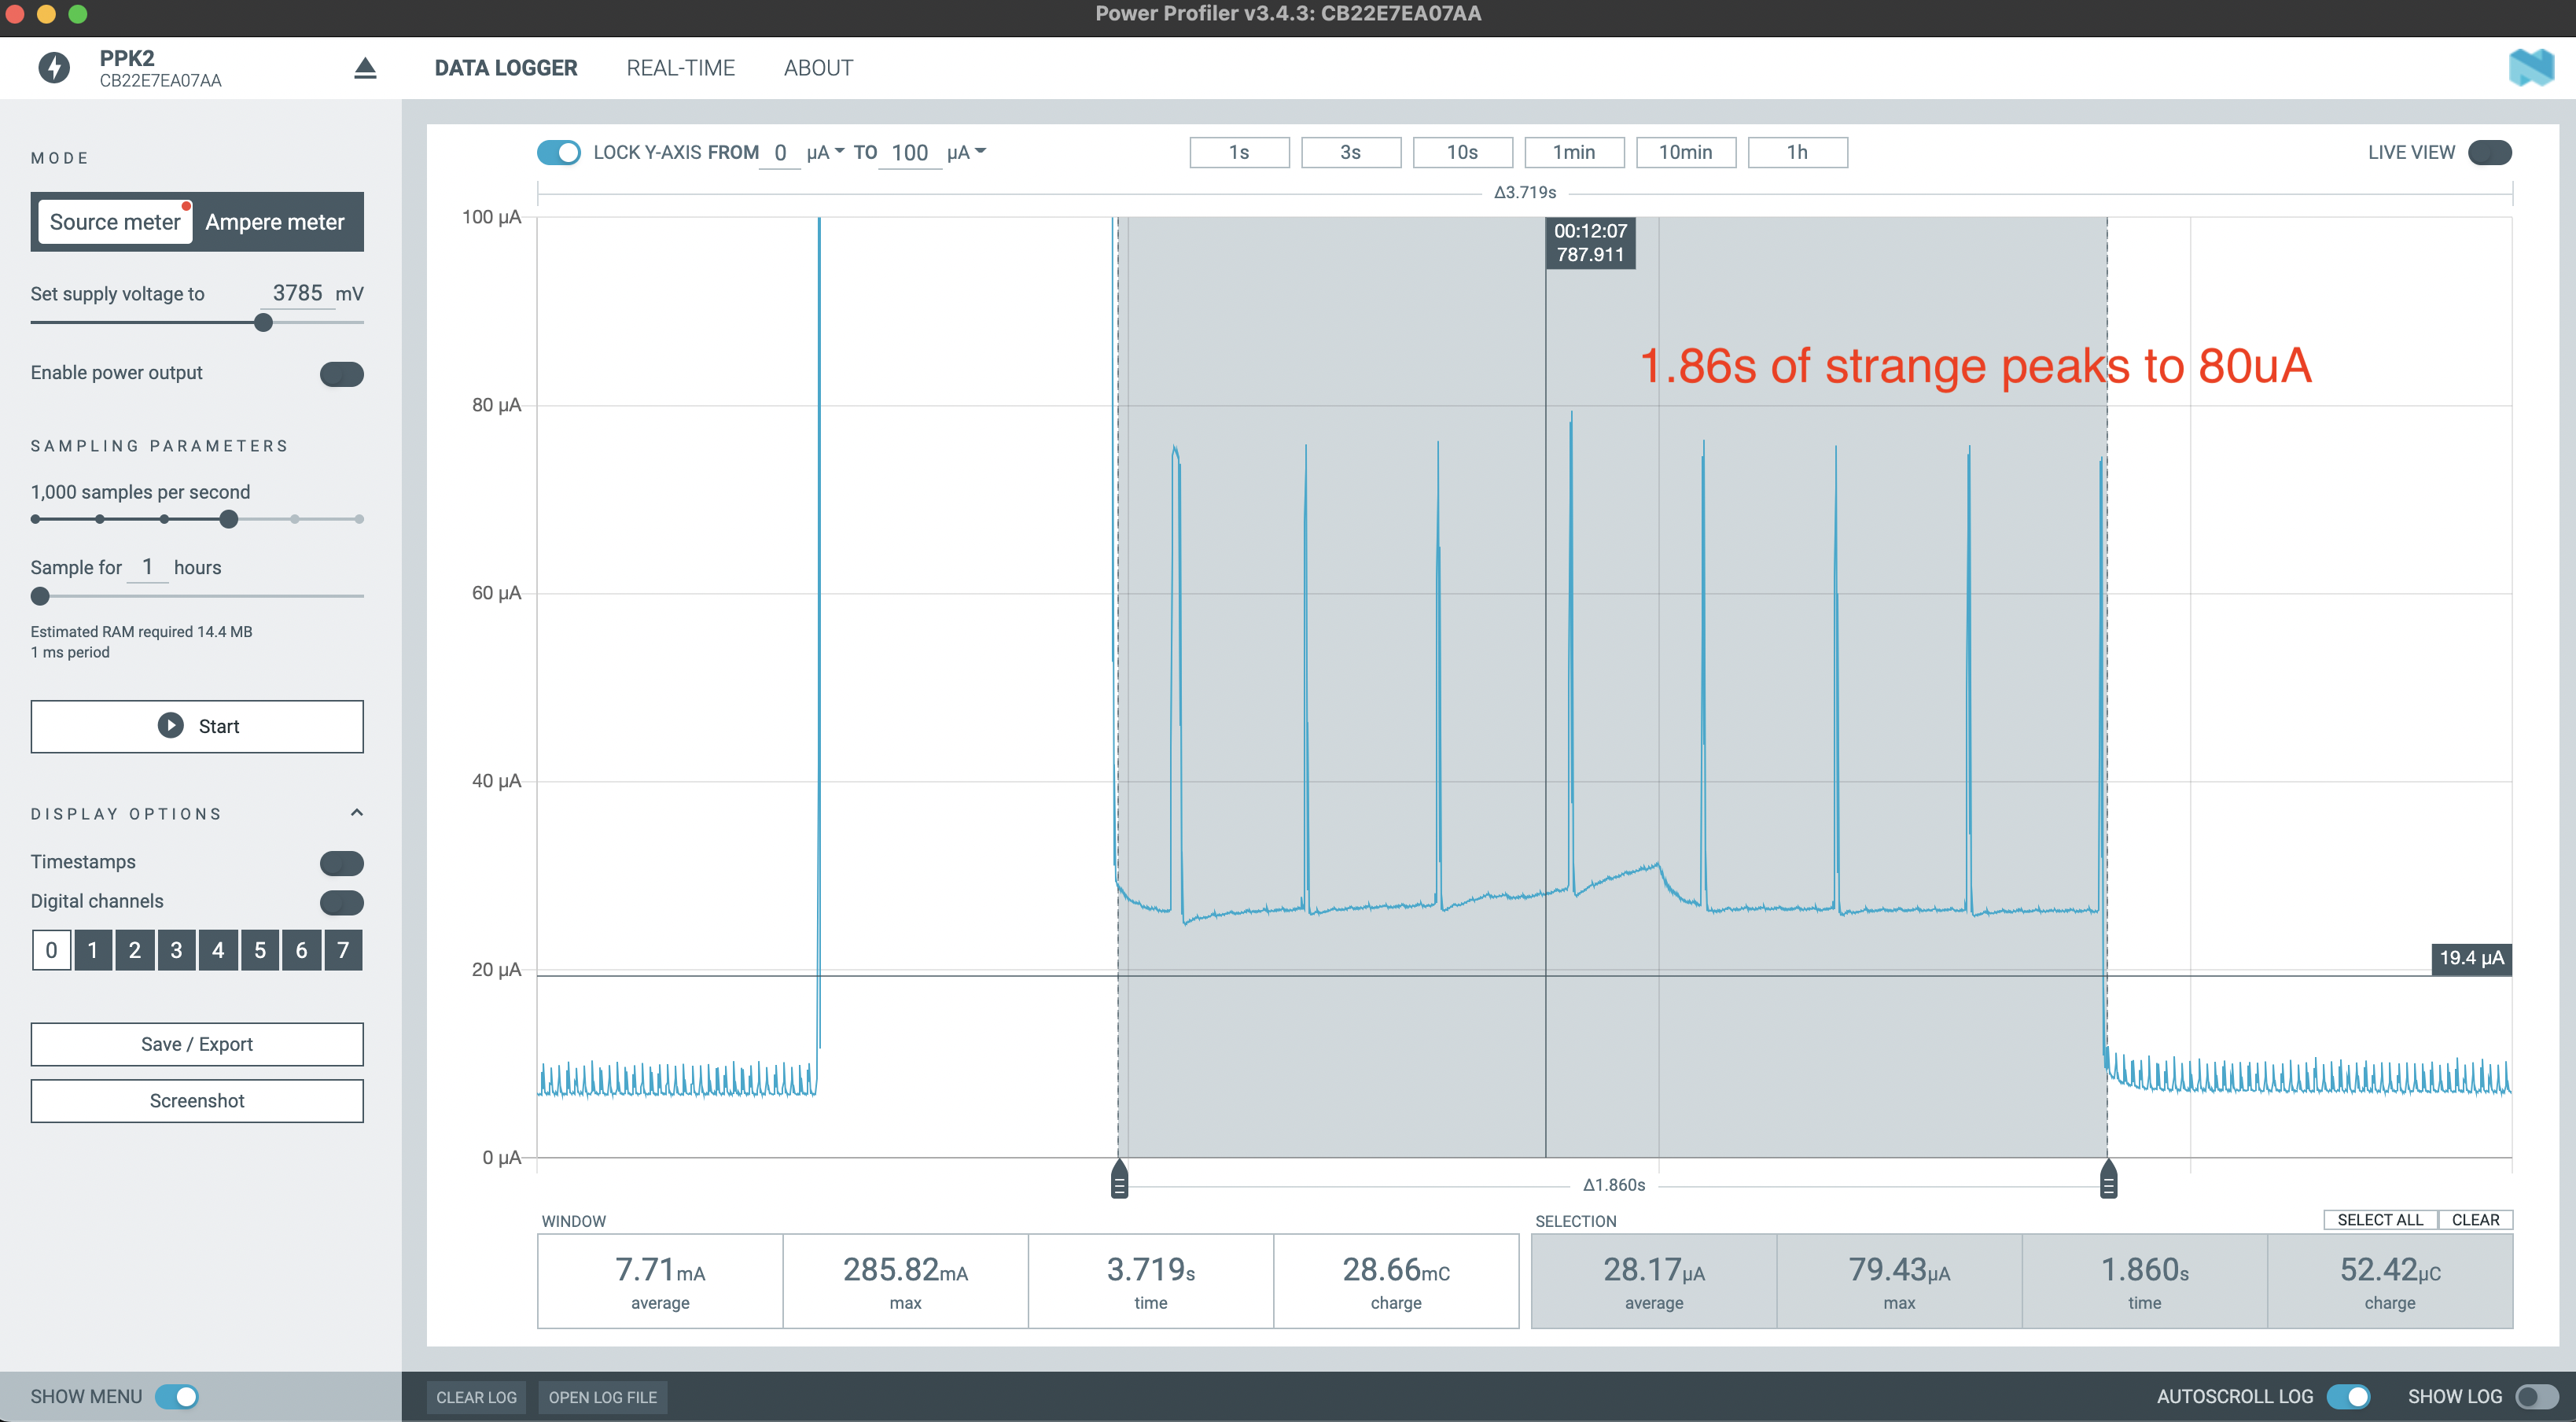 Power Profiler v3.4.3: CB22E7EA07AA
PPK2
CB22E7EA07AA
DATA LOGGER REAL-TIME ABOUT
MODE
Source meter Ampere meter
Set supply voltage to 3785 mV
Enable power output
SAMPLING PARAMETERS
1,000 samples per second
Sample for 1 hours
Estimated RAM required 14.4 MB
1 ms period
Start
DISPLAY OPTIONS
Timestamps
Digital channels
0 1 2 3 4 5 6 7
Save / Export
Screenshot
SHOW MENU
LOCK Y-AXIS FROM 0 µA TO 100 µA
1s 3s 10s 1min 10min 1h
LIVE VIEW
Δ3.719s
100 µA
80 µA
60 µA
40 µA
20 µA
0 µA
00:12:07
787.911
1.86s of strange peaks to 80uA
19.4 µA
Δ1.860s
WINDOW
7.71mA
average
285.82mA
max
3.719s
time
28.66mC
charge
SELECTION
SELECT ALL CLEAR
28.17µA
average
79.43µA
max
1.860s
time
52.42µC
charge
CLEAR LOG OPEN LOG FILE
AUTOSCROLL LOG SHOW LOG